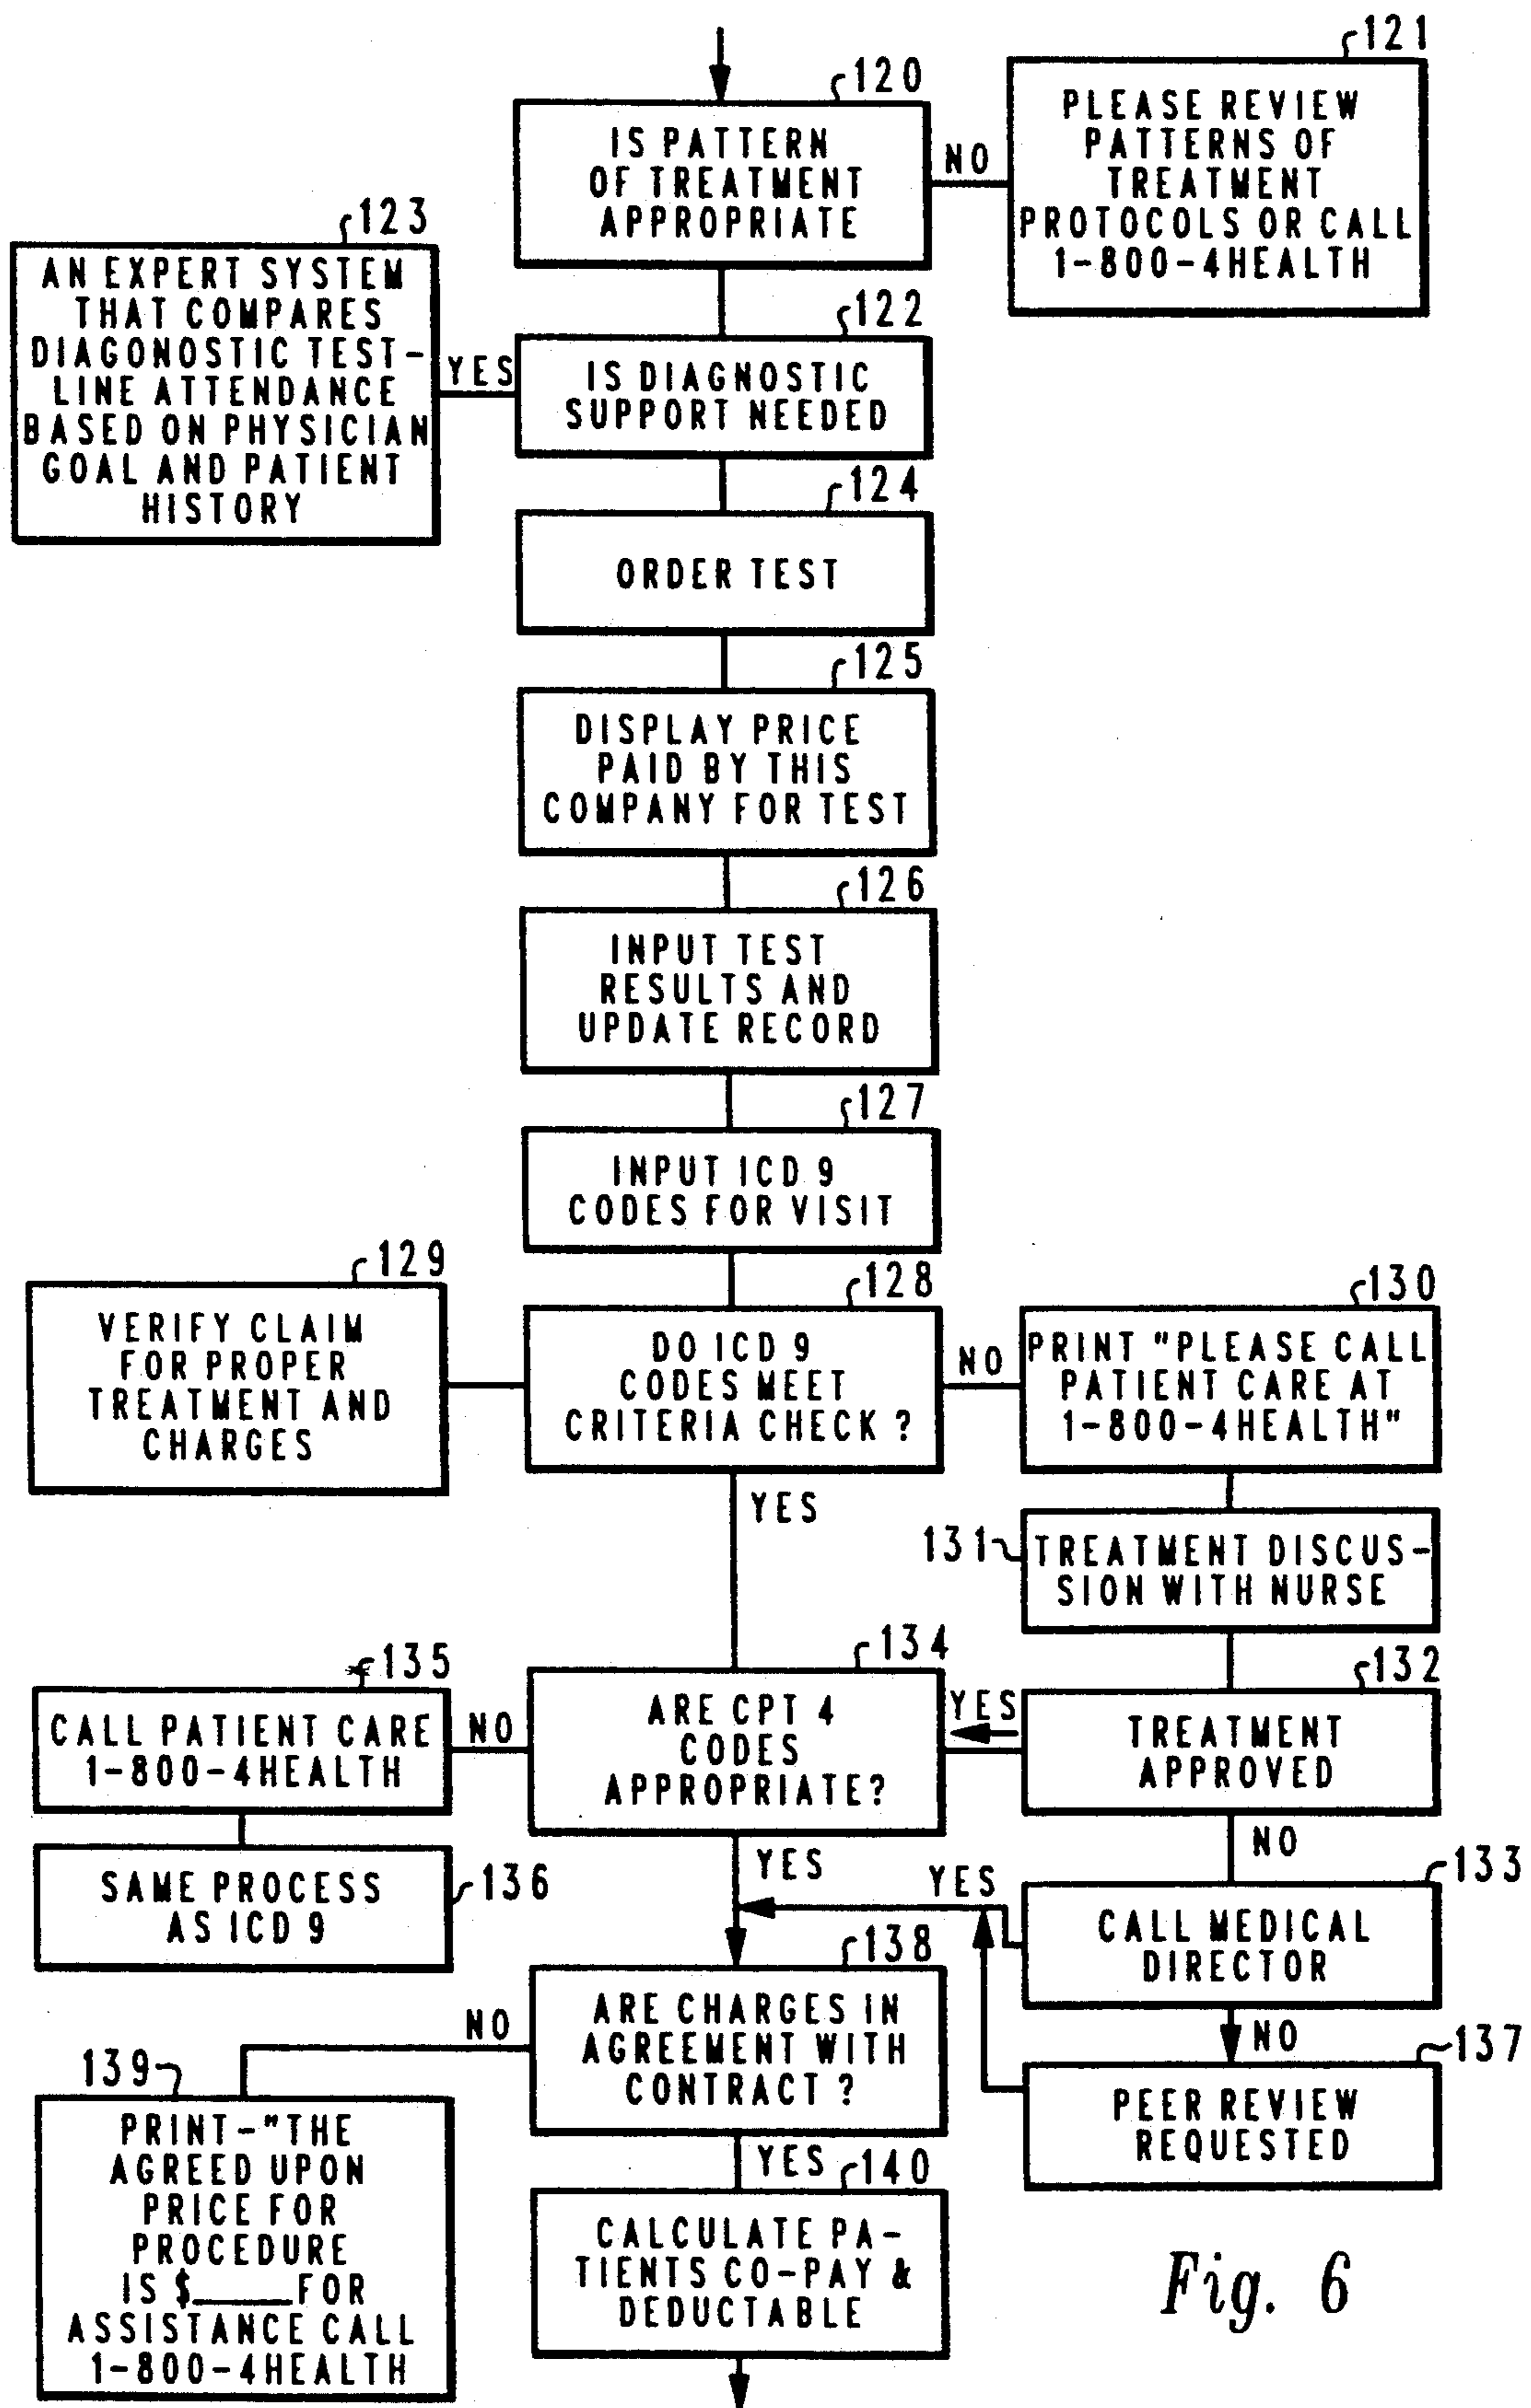 120
IS PATTERN
OF TREATMENT
APPROPRIATE
NO
121
PLEASE REVIEW
PATTERNS OF
TREATMENT
PROTOCOLS OR CALL
1-800-4HEALTH
122
IS DIAGNOSTIC
SUPPORT NEEDED
YES
123
AN EXPERT SYSTEM
THAT COMPARES
DIAGONOSTIC TEST-
LINE ATTENDANCE
BASED ON PHYSICIAN
GOAL AND PATIENT
HISTORY
124
ORDER TEST
125
DISPLAY PRICE
PAID BY THIS
COMPANY FOR TEST
126
INPUT TEST
RESULTS AND
UPDATE RECORD
127
INPUT ICD 9
CODES FOR VISIT
128
DO ICD 9
CODES MEET
CRITERIA CHECK ?
129
VERIFY CLAIM
FOR PROPER
TREATMENT AND
CHARGES
NO
130
PRINT "PLEASE CALL
PATIENT CARE AT
1-800-4HEALTH"
YES
131
TREATMENT DISCUS-
SION WITH NURSE
132
TREATMENT
APPROVED
YES
134
ARE CPT 4
CODES
APPROPRIATE?
NO
135
CALL PATIENT CARE
1-800-4HEALTH
136
SAME PROCESS
AS ICD 9
YES
NO
133
CALL MEDICAL
DIRECTOR
YES
NO
137
PEER REVIEW
REQUESTED
138
ARE CHARGES IN
AGREEMENT WITH
CONTRACT ?
NO
139
PRINT-"THE
AGREED UPON
PRICE FOR
PROCEDURE
IS $_____FOR
ASSISTANCE CALL
1-800-4HEALTH
YES
140
CALCULATE PA-
TIENTS CO-PAY &
DEDUCTABLE
Fig. 6